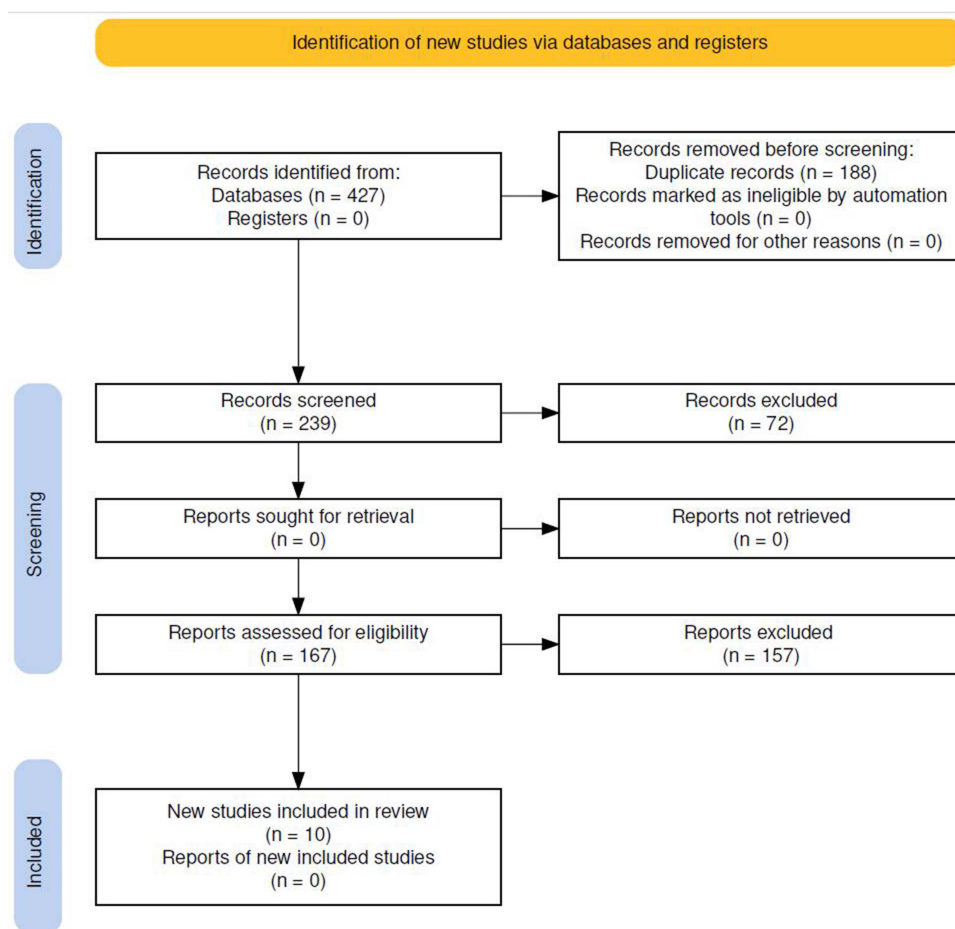 Identification of new studies via databases and registers
Identification
Records identified from:
Databases (n = 427)
Registers (n = 0)
Records removed before screening:
Duplicate records (n = 188)
Records marked as ineligible by automation
tools (n = 0)
Records removed for other reasons (n = 0)
Screening
Records screened
(n = 239)
Records excluded
(n = 72)
Reports sought for retrieval
(n = 0)
Reports not retrieved
(n = 0)
Reports assessed for eligibility
(n = 167)
Reports excluded
(n = 157)
Included
New studies included in review
(n = 10)
Reports of new included studies
(n = 0)